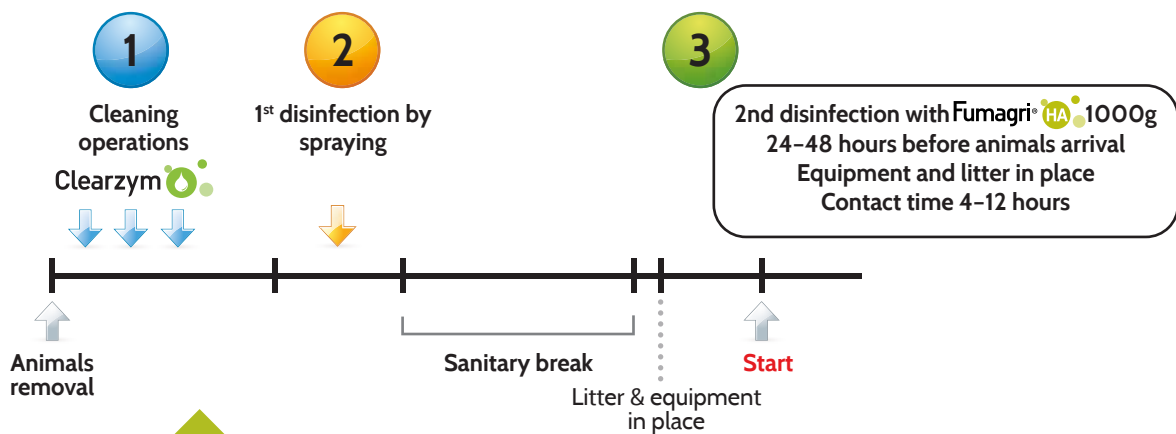 1
Cleaning
operations
Clearzym
2
1st disinfection by
spraying
3
2nd disinfection with Fumagri® HA 1000g
24–48 hours before animals arrival
Equipment and litter in place
Contact time 4–12 hours
Animals
removal
Sanitary break
Litter & equipment
in place
Start